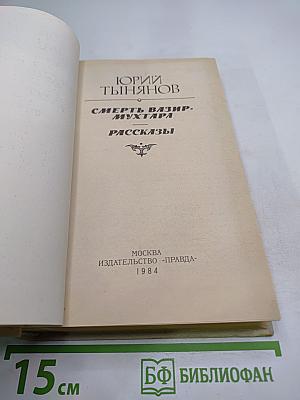 ЮРИЙ
ТЫНЯНОВ
СМЕРТЬ ВАЗИР-
МУХТАРА
РАССКАЗЫ
МОСКВА
ИЗДАТЕЛЬСТВО «ПРАВДА»
1984
15 см
БФ БИБЛИОФАН